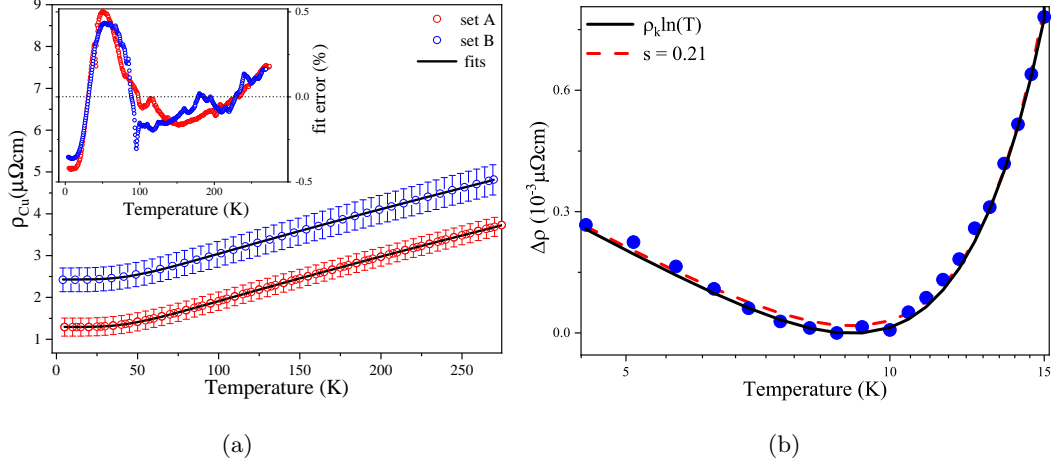 9
8
7
6
5
4
3
2
1
ρCu(μΩcm)
0 50 100 150 200 250
Temperature (K)
set A
set B
fits
0.5
0.0
-0.5
fit error (%)
0 100 200 300
Temperature (K)
(a)
0.6
0.3
0.0
Δρ (10⁻³ μΩcm)
ρₖln(T)
s = 0.21
5 10 15
Temperature (K)
(b)